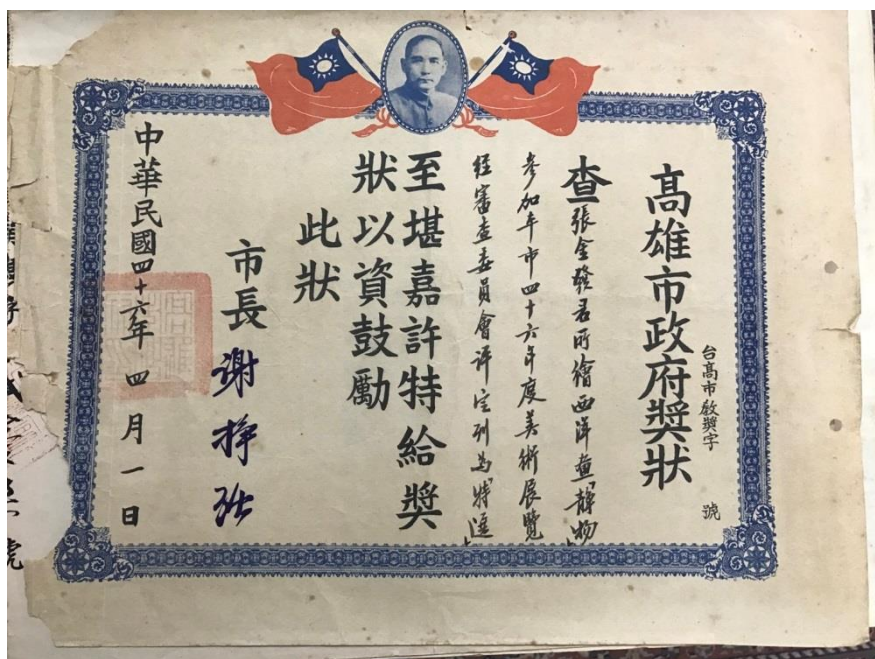 高雄市政府獎狀
台高市教獎字 號
查張金發君所繪西洋畫「靜物」
參加本市四十六年度美術展覽
經審查委員會評定列為「特選」
至堪嘉許特給獎
狀以資鼓勵
此狀
市長謝掙強
中華民國四十六年四月一日